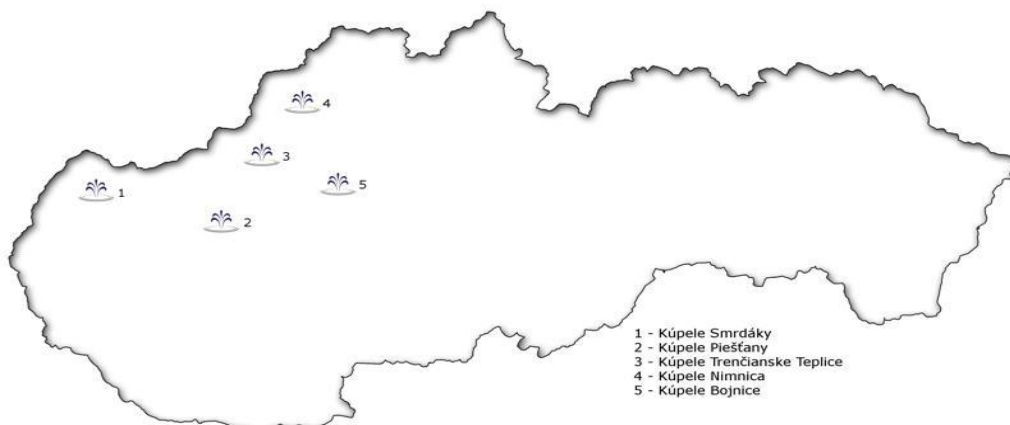 4
3
5
1
2
1 - Kúpele Smrdáky
2 - Kúpele Piešťany
3 - Kúpele Trenčianske Teplice
4 - Kúpele Nimnica
5 - Kúpele Bojnice